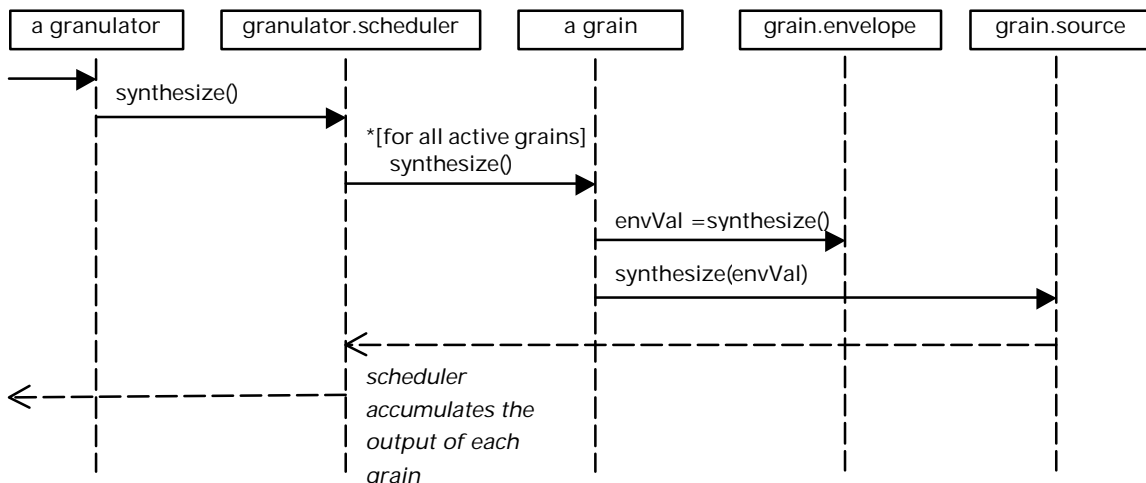 a granulator
granulator.scheduler
a grain
grain.envelope
grain.source
synthesize()
*[for all active grains]
synthesize()
envVal =synthesize()
synthesize(envVal)
scheduler
accumulates the
output of each
grain